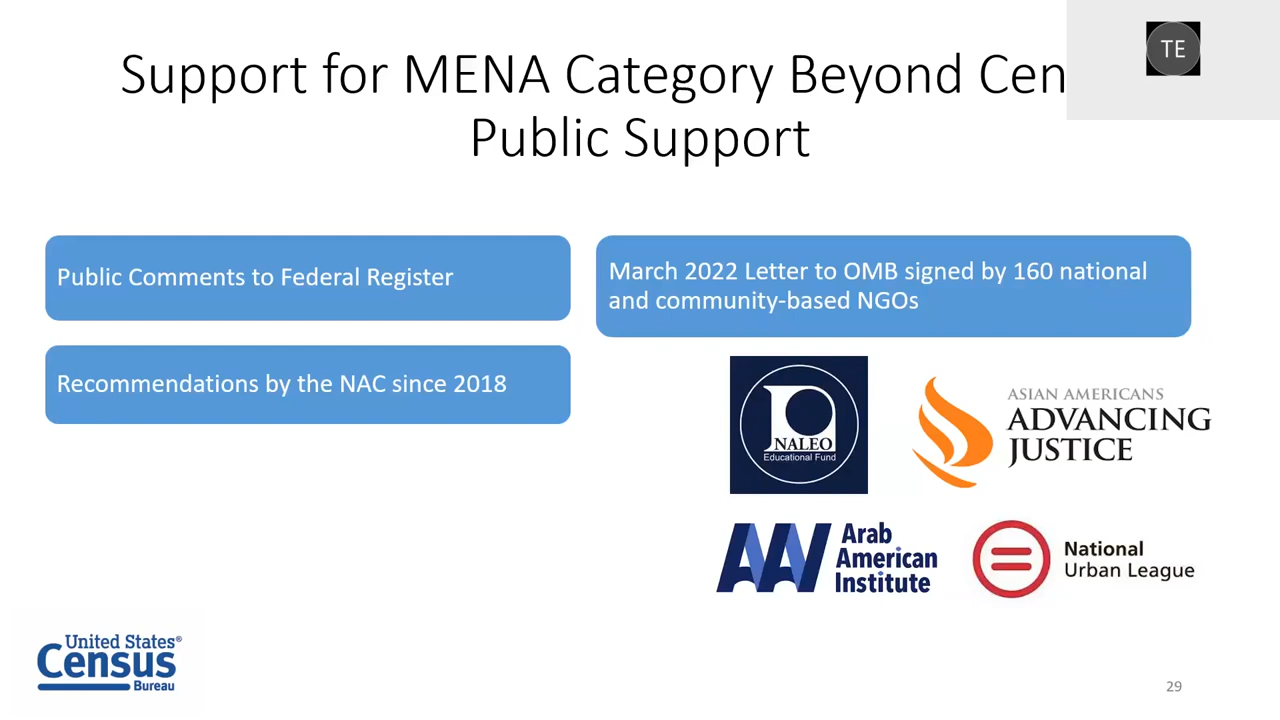 Support for MENA Category Beyond Cen
Public Support
TE
Public Comments to Federal Register
Recommendations by the NAC since 2018
March 2022 Letter to OMB signed by 160 national
and community-based NGOs
NALEO
Educational Fund
ASIAN AMERICANS
ADVANCING
JUSTICE
AAI
Arab
American
Institute
National
Urban League
United States®
Census
Bureau
29